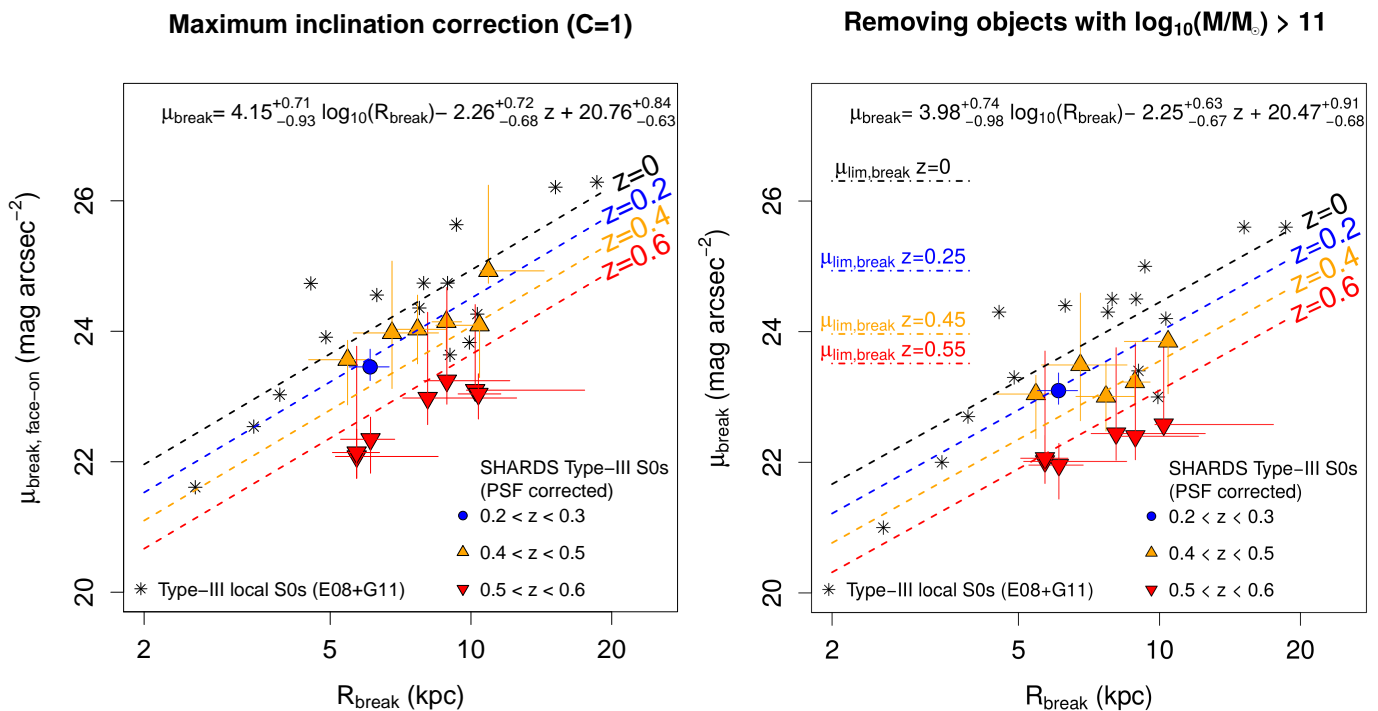 Maximum inclination correction (C=1)
μbreak= 4.15+0.71−0.93 log10(Rbreak)− 2.26+0.72−0.68 z + 20.76+0.84−0.63
z=0
z=0.2
z=0.4
z=0.6
μbreak, face−on (mag arcsec−2)
26
24
22
20
SHARDS Type−III S0s
(PSF corrected)
0.2 < z < 0.3
0.4 < z < 0.5
0.5 < z < 0.6
Type−III local S0s (E08+G11)
2 5 10 20
Rbreak (kpc)
Removing objects with log10(M/M☉) > 11
μbreak= 3.98+0.74−0.98 log10(Rbreak)− 2.25+0.63−0.67 z + 20.47+0.91−0.68
μlim,break z=0
μlim,break z=0.25
μlim,break z=0.45
μlim,break z=0.55
z=0
z=0.2
z=0.4
z=0.6
μbreak (mag arcsec−2)
26
24
22
20
SHARDS Type−III S0s
(PSF corrected)
0.2 < z < 0.3
0.4 < z < 0.5
0.5 < z < 0.6
Type−III local S0s (E08+G11)
2 5 10 20
Rbreak (kpc)